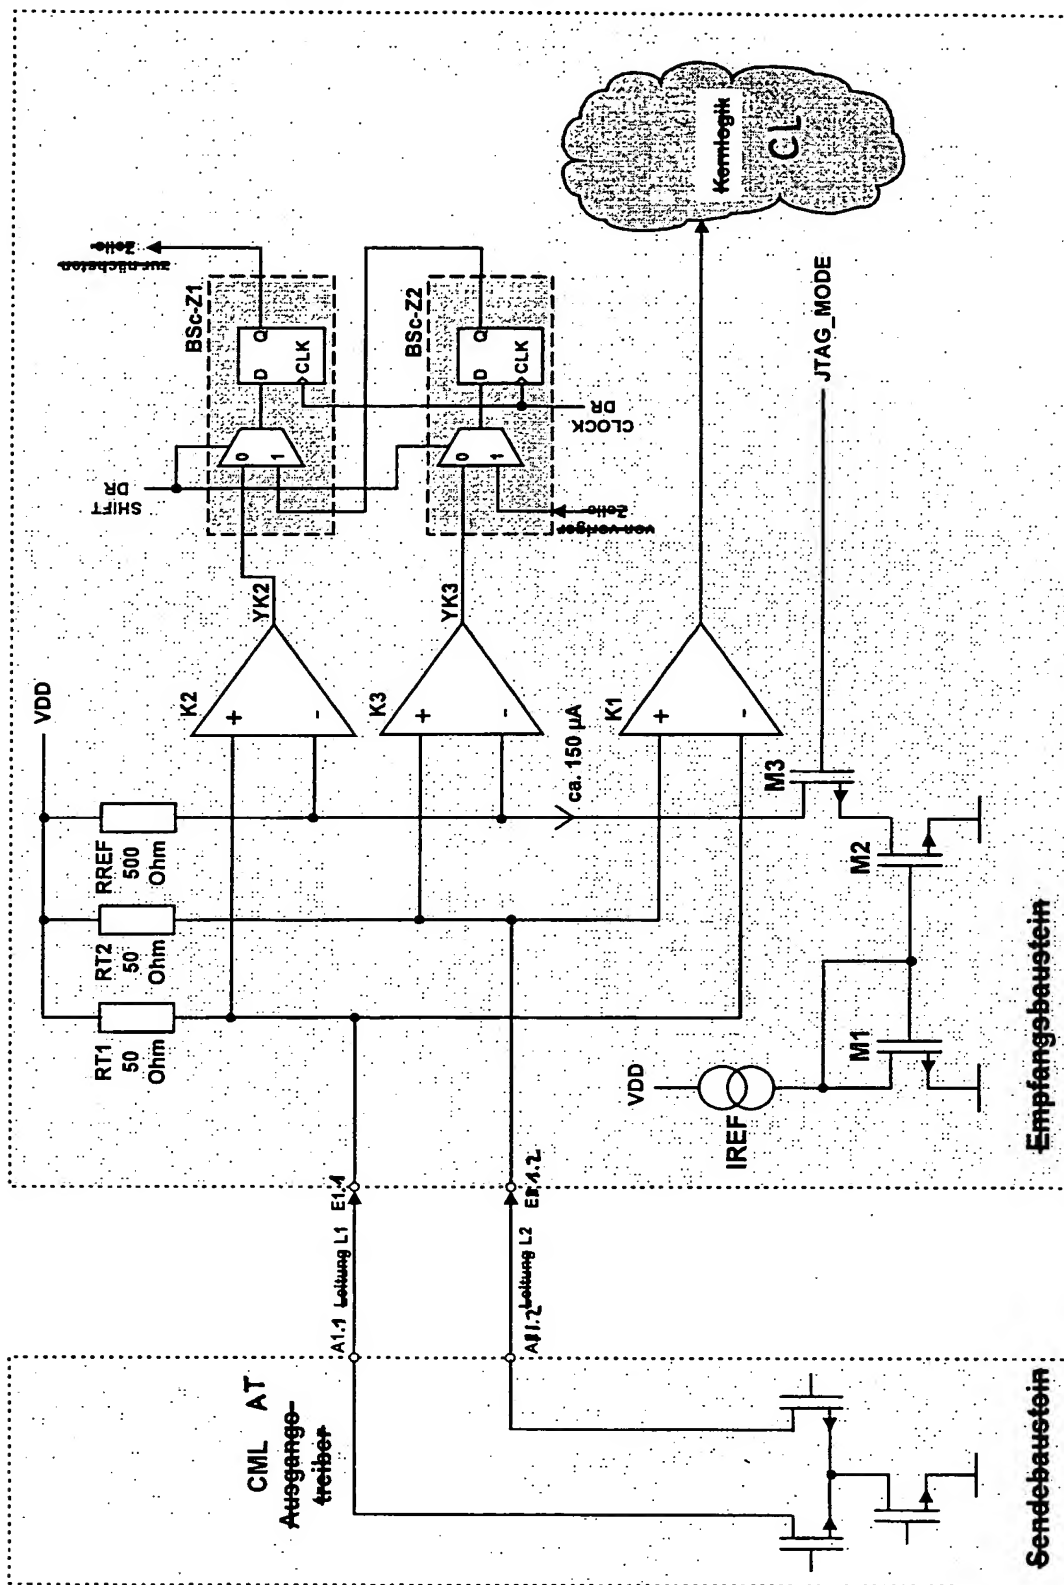 CML AT
Ausgangs-
treiber
Sendebaustein
A1.1 Leitung L1 E1.1
A1.2 Leitung L2 E1.2
Empfangsbaustein
VDD
RT1
50
Ohm
RT2
50
Ohm
RREF
500
Ohm
VDD
IREF
M1
M2
M3
ca. 150 µA
JTAG_MODE
K2
+
-
YK2
K3
+
-
YK3
K1
+
-
SHIFT
DR
BSc-Z1
0
1
D
Q
CLK
zur nächsten
Zelle
BSc-Z2
0
1
D
Q
CLK
von voriger
Zelle
CLOCK
DR
Kernlogik
CL